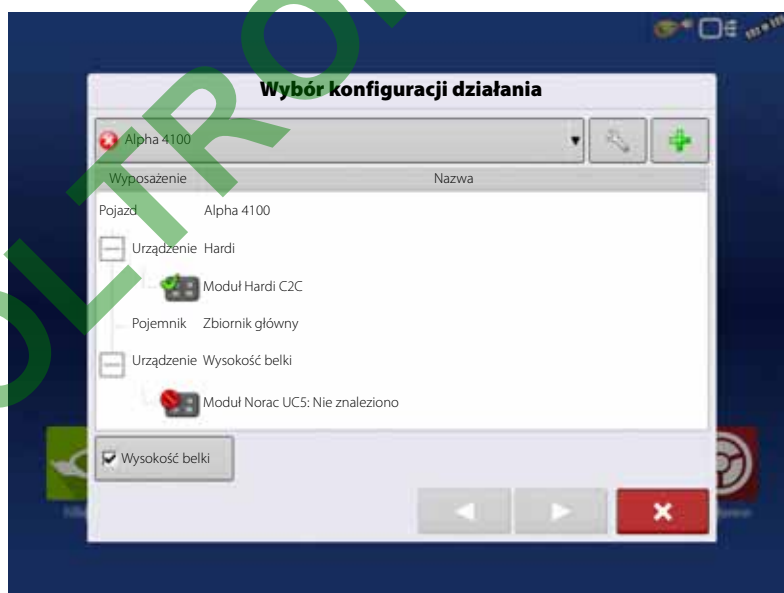 Wybór konfiguracji działania
Alpha 4100
Wyposażenie Nazwa
Pojazd Alpha 4100
Urządzenie Hardi
Moduł Hardi C2C
Pojemnik Zbiornik główny
Urządzenie Wysokość belki
Moduł Norac UC5: Nie znaleziono
Wysokość belki